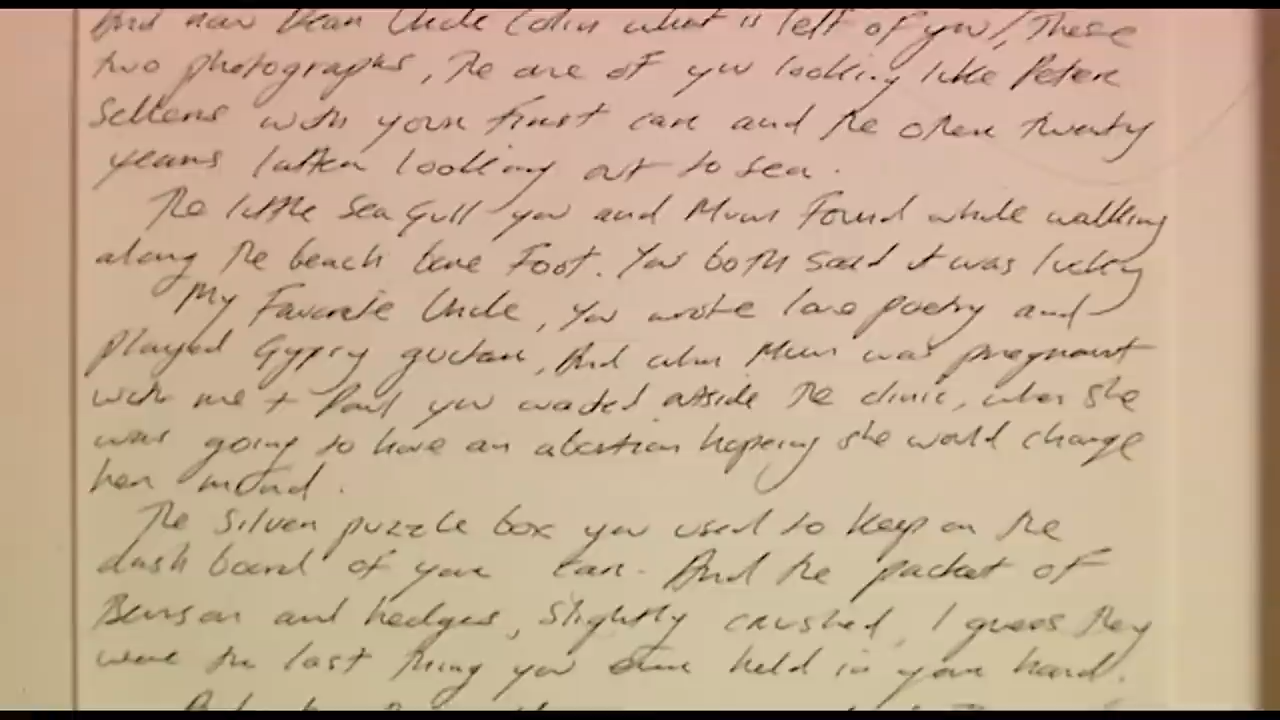 And now Dear Uncle Colin what is left of you! These
two photographs, The one of you looking like Peter
Sellers with your first care and the other twenty
years latter looking out to sea.
The little Sea Gull you and Mum Found while walking
along The beach bare Foot. You both said it was lucky
My Favorite Uncle, You wrote love poetry and
played Gypsy guitar, And when Mum was pregnant
with me + Paul you waited outside The clinic, when she
was going to have an abortion hopeing she would change
her mind.
The Silver puzzle box you used to keep on the
dash board of your car. And the packet of
Benson and hedges, slightly crushed, I guess They
were the last Thing you ever held in your hand.